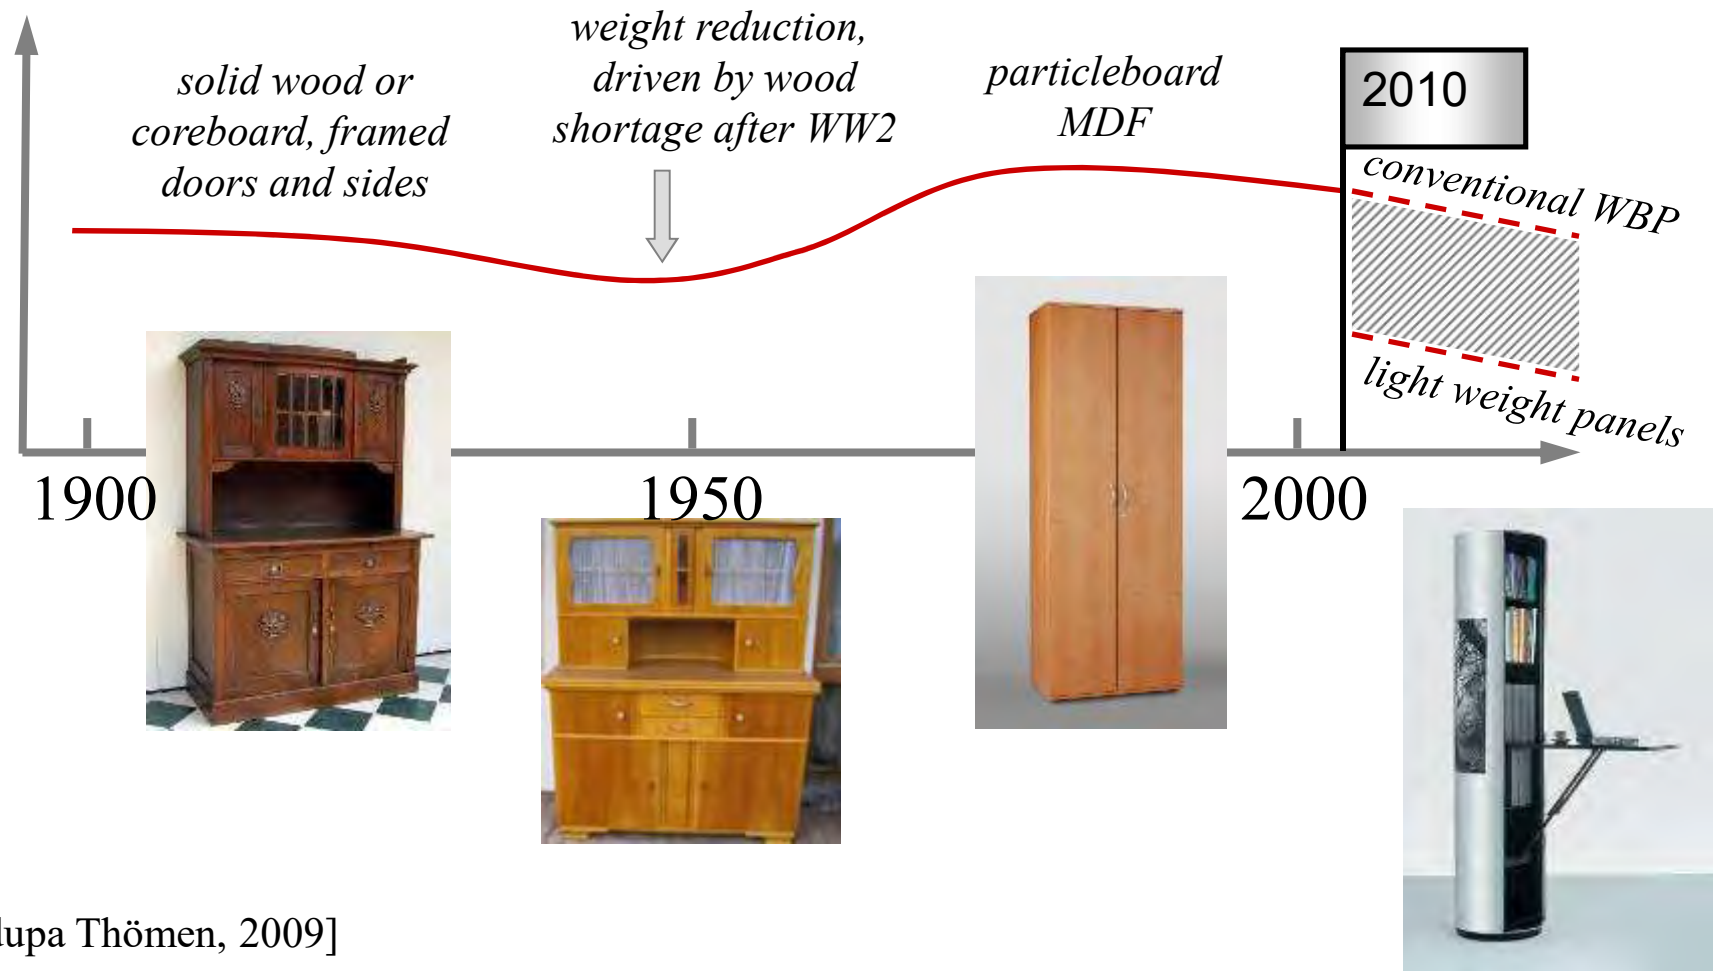 solid wood or
coreboard, framed
doors and sides
weight reduction,
driven by wood
shortage after WW2
particleboard
MDF
2010
conventional WBP
light weight panels
1900
1950
2000
Thömen, 2009]